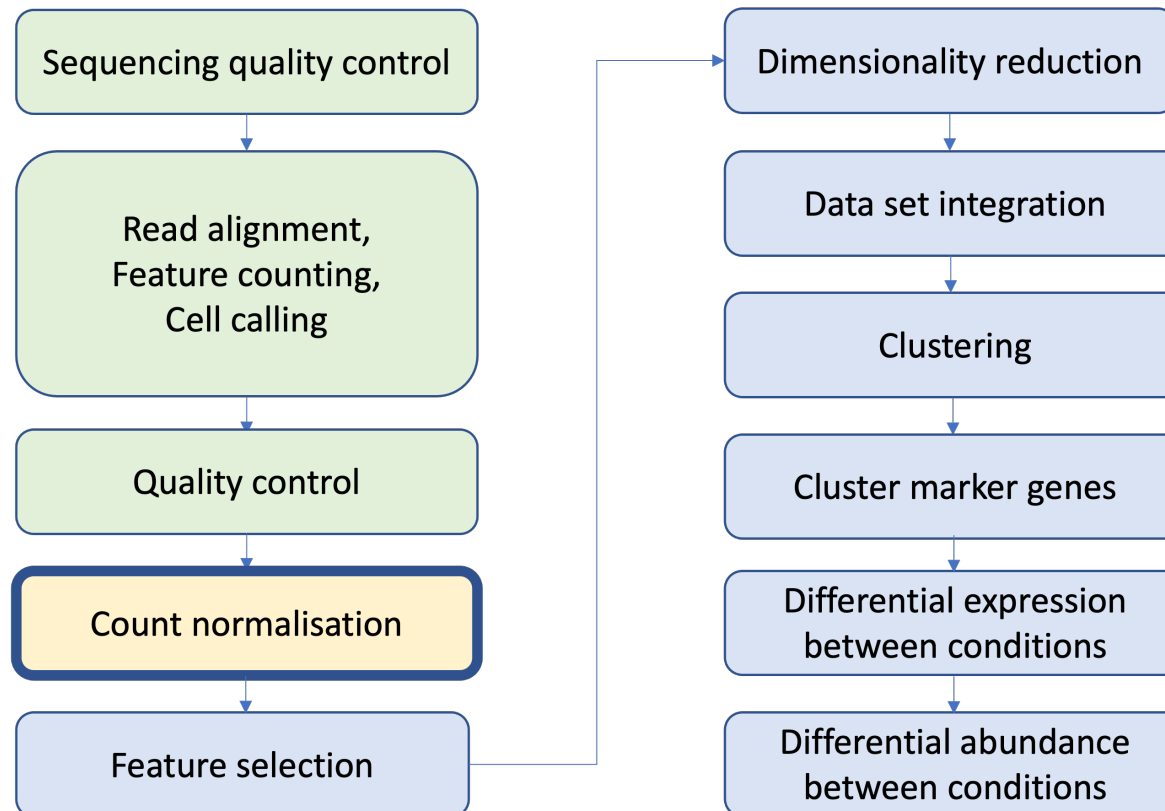 Sequencing quality control
Read alignment,
Feature counting,
Cell calling
Quality control
Count normalisation
Feature selection
Dimensionality reduction
Data set integration
Clustering
Cluster marker genes
Differential expression
between conditions
Differential abundance
between conditions